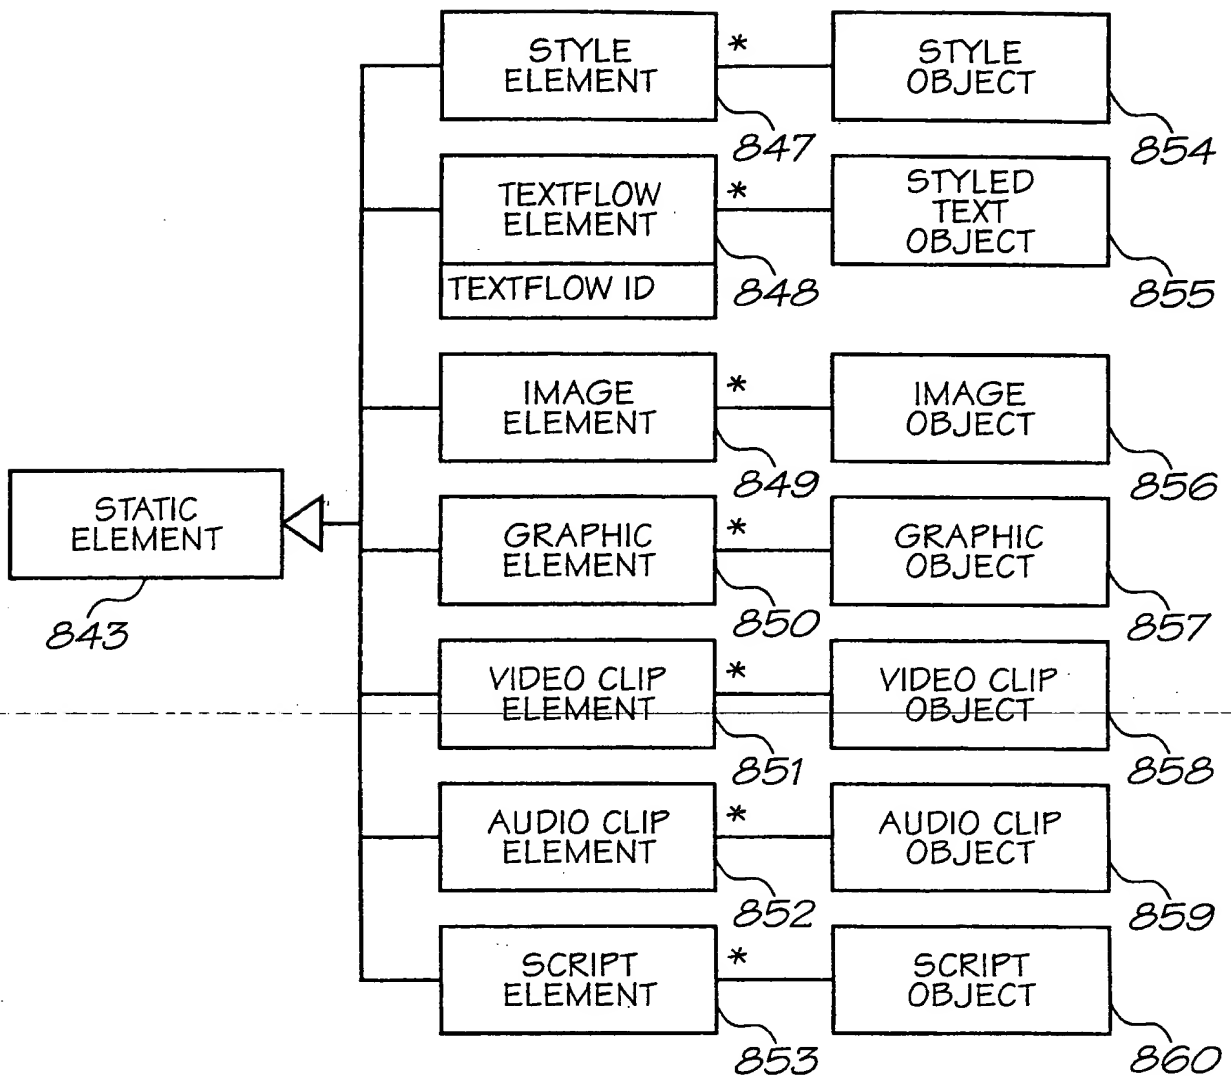 STYLE
ELEMENT
*
STYLE
OBJECT
847
854
TEXTFLOW
ELEMENT
*
STYLED
TEXT
OBJECT
TEXTFLOW ID
848
855
IMAGE
ELEMENT
*
IMAGE
OBJECT
849
856
STATIC
ELEMENT
843
GRAPHIC
ELEMENT
*
GRAPHIC
OBJECT
850
857
VIDEO CLIP
ELEMENT
*
VIDEO CLIP
OBJECT
851
858
AUDIO CLIP
ELEMENT
*
AUDIO CLIP
OBJECT
852
859
SCRIPT
ELEMENT
*
SCRIPT
OBJECT
853
860